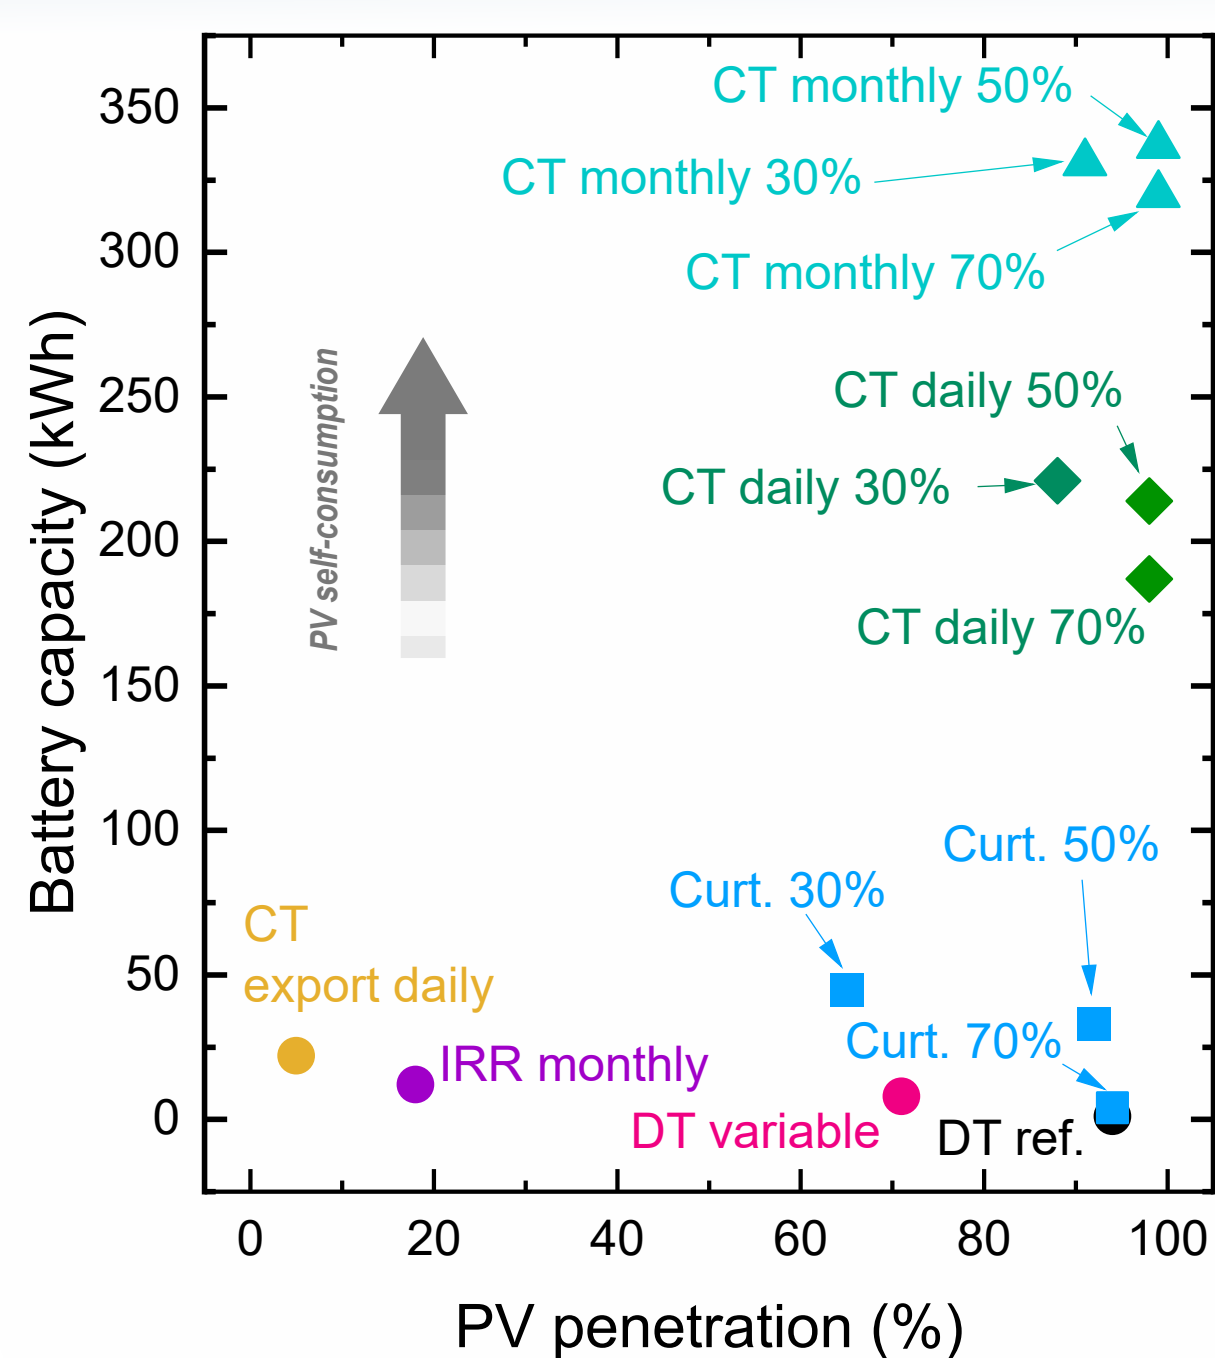 CT monthly 50%
350
CT monthly 30%
300
CT monthly 70%
PV self-consumption
250
CT daily 50%
CT daily 30%
200
CT daily 70%
150
Battery capacity (kWh)
100
Curt. 50%
Curt. 30%
CT
export daily
50
Curt. 70%
IRR monthly
0
DT variable
DT ref.
0 20 40 60 80 100
PV penetration (%)